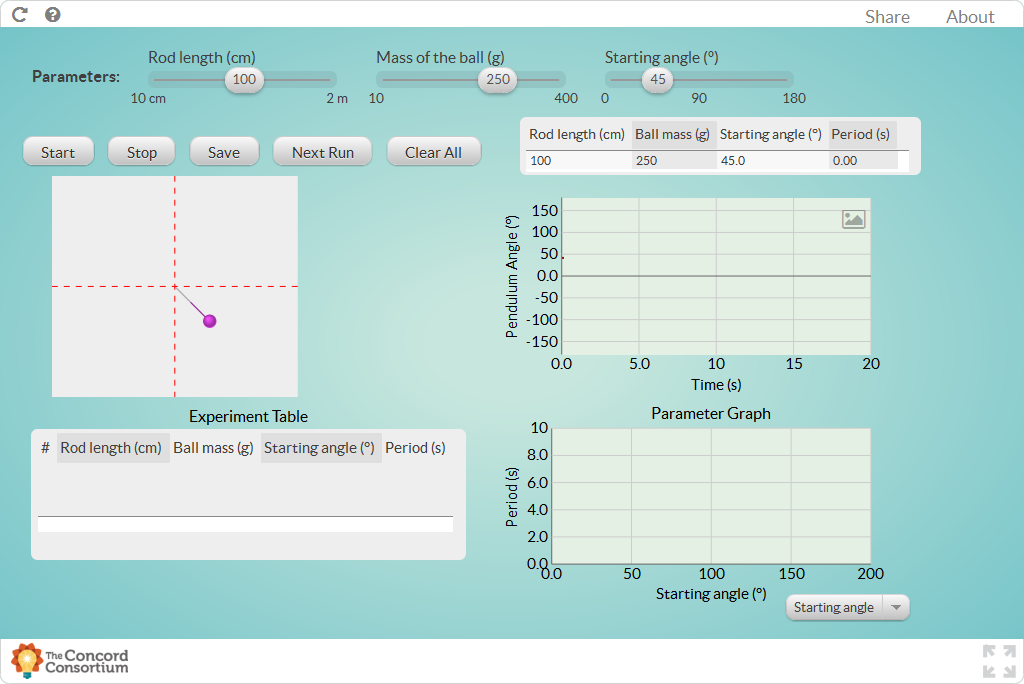 Share About
Parameters:
Rod length (cm)
100
10 cm 2 m
Mass of the ball (g)
250
10 400
Starting angle (º)
45
0 90 180
Start Stop Save Next Run Clear All
Rod length (cm) Ball mass (g) Starting angle (º) Period (s)
100 250 45.0 0.00
Pendulum Angle (º)
150
100
50
0.0
-50
-100
-150
0.0 5.0 10 15 20
Time (s)
Experiment Table
# Rod length (cm) Ball mass (g) Starting angle (º) Period (s)
Parameter Graph
Period (s)
10
8.0
6.0
4.0
2.0
0.0
0.0 50 100 150 200
Starting angle (º)
Starting angle
The Concord
Consortium